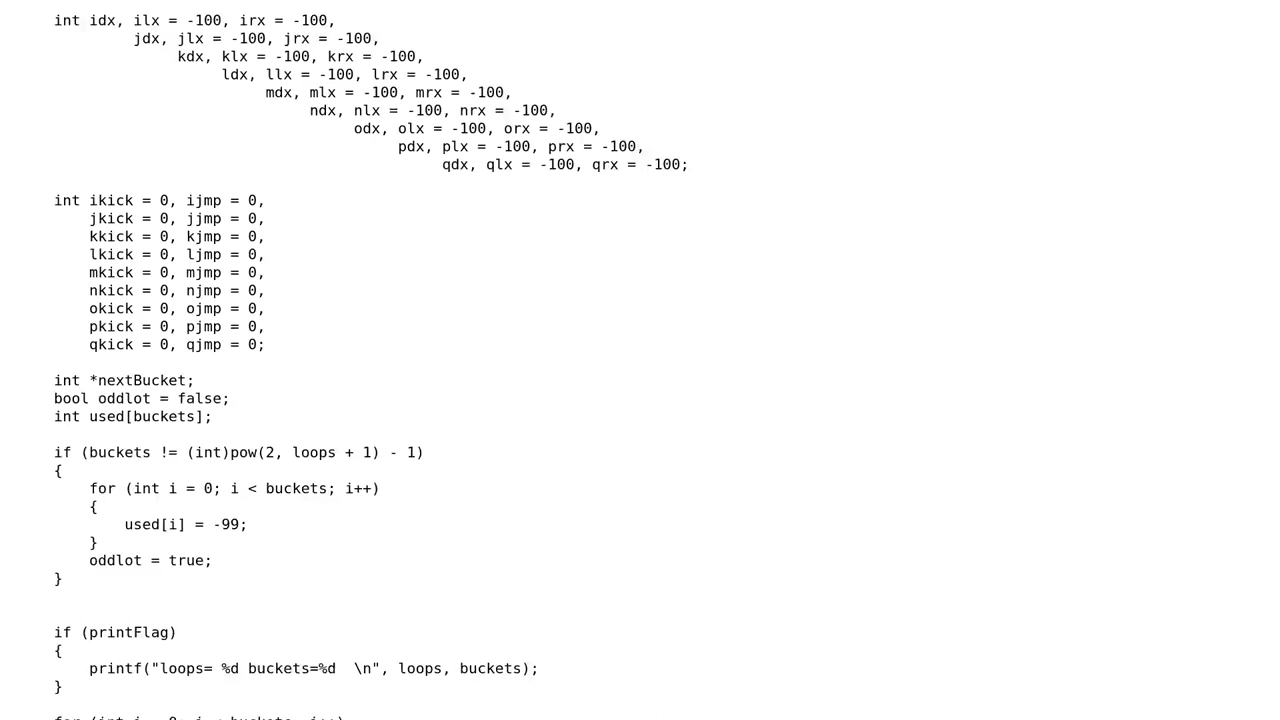 int idx, ilx = -100, irx = -100,
jdx, jlx = -100, jrx = -100,
kdx, klx = -100, krx = -100,
ldx, llx = -100, lrx = -100,
mdx, mlx = -100, mrx = -100,
ndx, nlx = -100, nrx = -100,
odx, olx = -100, orx = -100,
pdx, plx = -100, prx = -100,
qdx, qlx = -100, qrx = -100;
int ikick = 0, ijmp = 0,
jkick = 0, jjmp = 0,
kkick = 0, kjmp = 0,
lkick = 0, ljmp = 0,
mkick = 0, mjmp = 0,
nkick = 0, njmp = 0,
okick = 0, ojmp = 0,
pkick = 0, pjmp = 0,
qkick = 0, qjmp = 0;
int *nextBucket;
bool oddlot = false;
int used[buckets];
if (buckets != (int)pow(2, loops + 1) - 1)
{
for (int i = 0; i < buckets; i++)
{
used[i] = -99;
}
oddlot = true;
}
if (printFlag)
{
printf("loops= %d buckets=%d  \n", loops, buckets);
}
for (int i = 0; i < buckets; i++)